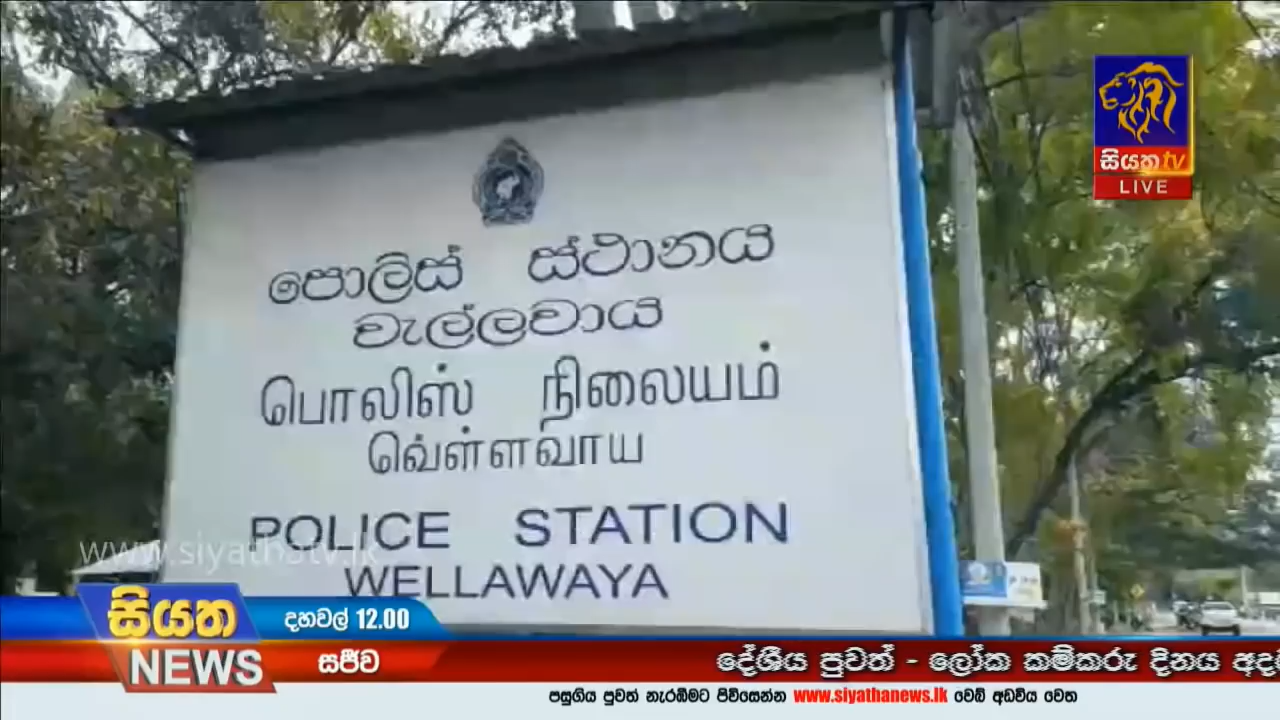 සියත tv
LIVE
පොලිස් ස්ථානය
වැල්ලවාය
பொலிஸ் நிலையம்
வெள்ளவாய
POLICE STATION
WELLAWAYA
www.siyathatv.lk
සියත
NEWS
දහවල් 12.00
සජීව
දේශීය පුවත් - ලෝක කම්කරු දිනය අදයි
පසුගිය පුවත් නැරඹීමට පිවිසෙන්න www.siyathanews.lk වෙබ් අඩවිය වෙත